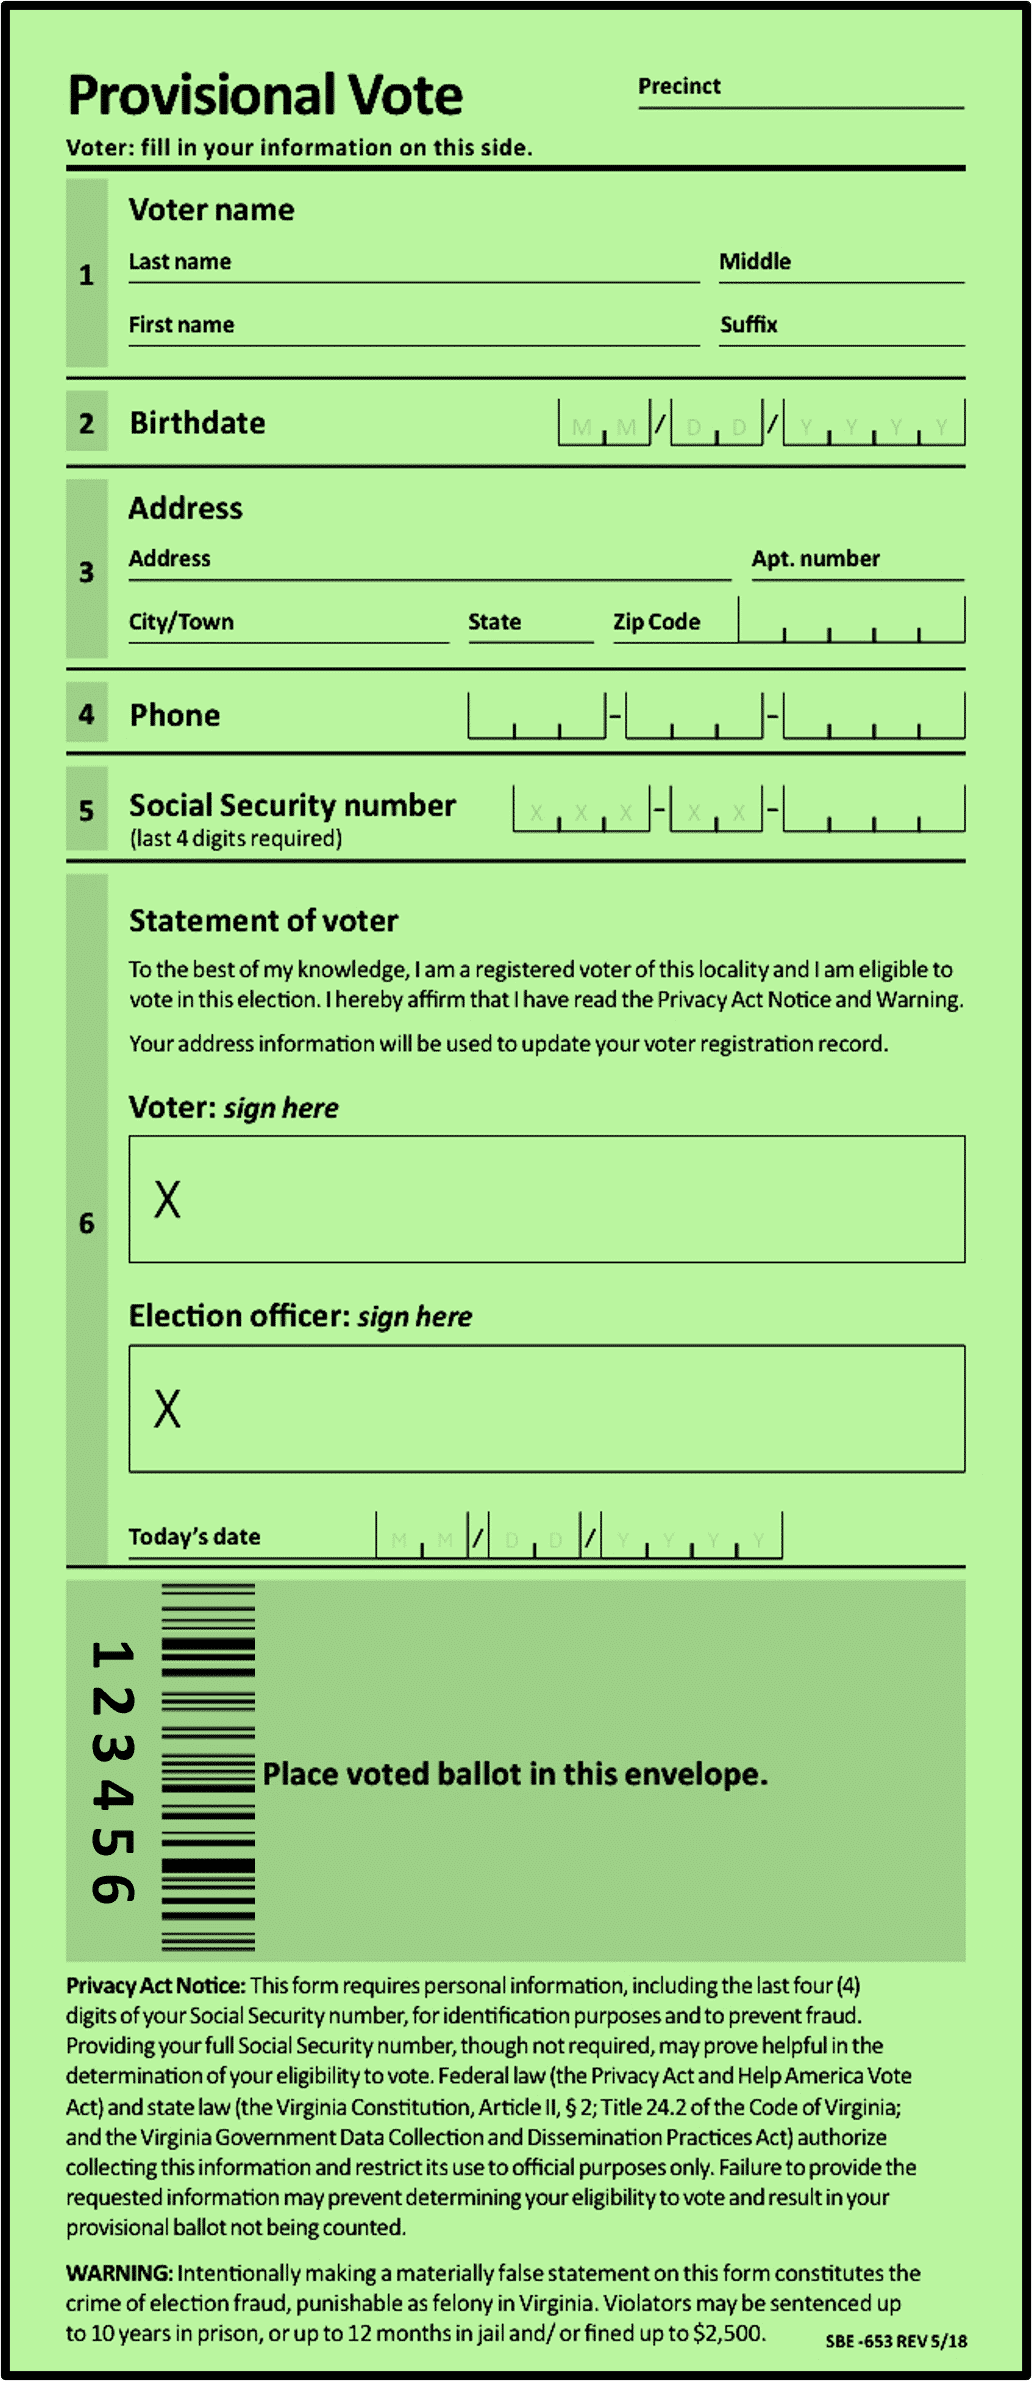 Provisional Vote
Precinct
Voter: fill in your information on this side.
1
Voter name
Last name
Middle
First name
Suffix
2
Birthdate
M M / D D / Y Y Y Y
3
Address
Address
Apt. number
City/Town
State
Zip Code
4
Phone
- -
5
Social Security number
X X X - X X -
(last 4 digits required)
6
Statement of voter
To the best of my knowledge, I am a registered voter of this locality and I am eligible to
vote in this election. I hereby affirm that I have read the Privacy Act Notice and Warning.
Your address information will be used to update your voter registration record.
Voter: sign here
X
Election officer: sign here
X
Today's date
M M / D D / Y Y Y Y
123456
Place voted ballot in this envelope.
Privacy Act Notice: This form requires personal information, including the last four (4)
digits of your Social Security number, for identification purposes and to prevent fraud.
Providing your full Social Security number, though not required, may prove helpful in the
determination of your eligibility to vote. Federal law (the Privacy Act and Help America Vote
Act) and state law (the Virginia Constitution, Article II, § 2; Title 24.2 of the Code of Virginia;
and the Virginia Government Data Collection and Dissemination Practices Act) authorize
collecting this information and restrict its use to official purposes only. Failure to provide the
requested information may prevent determining your eligibility to vote and result in your
provisional ballot not being counted.
WARNING: Intentionally making a materially false statement on this form constitutes the
crime of election fraud, punishable as felony in Virginia. Violators may be sentenced up
to 10 years in prison, or up to 12 months in jail and/ or fined up to $2,500.
SBE -653 REV 5/18